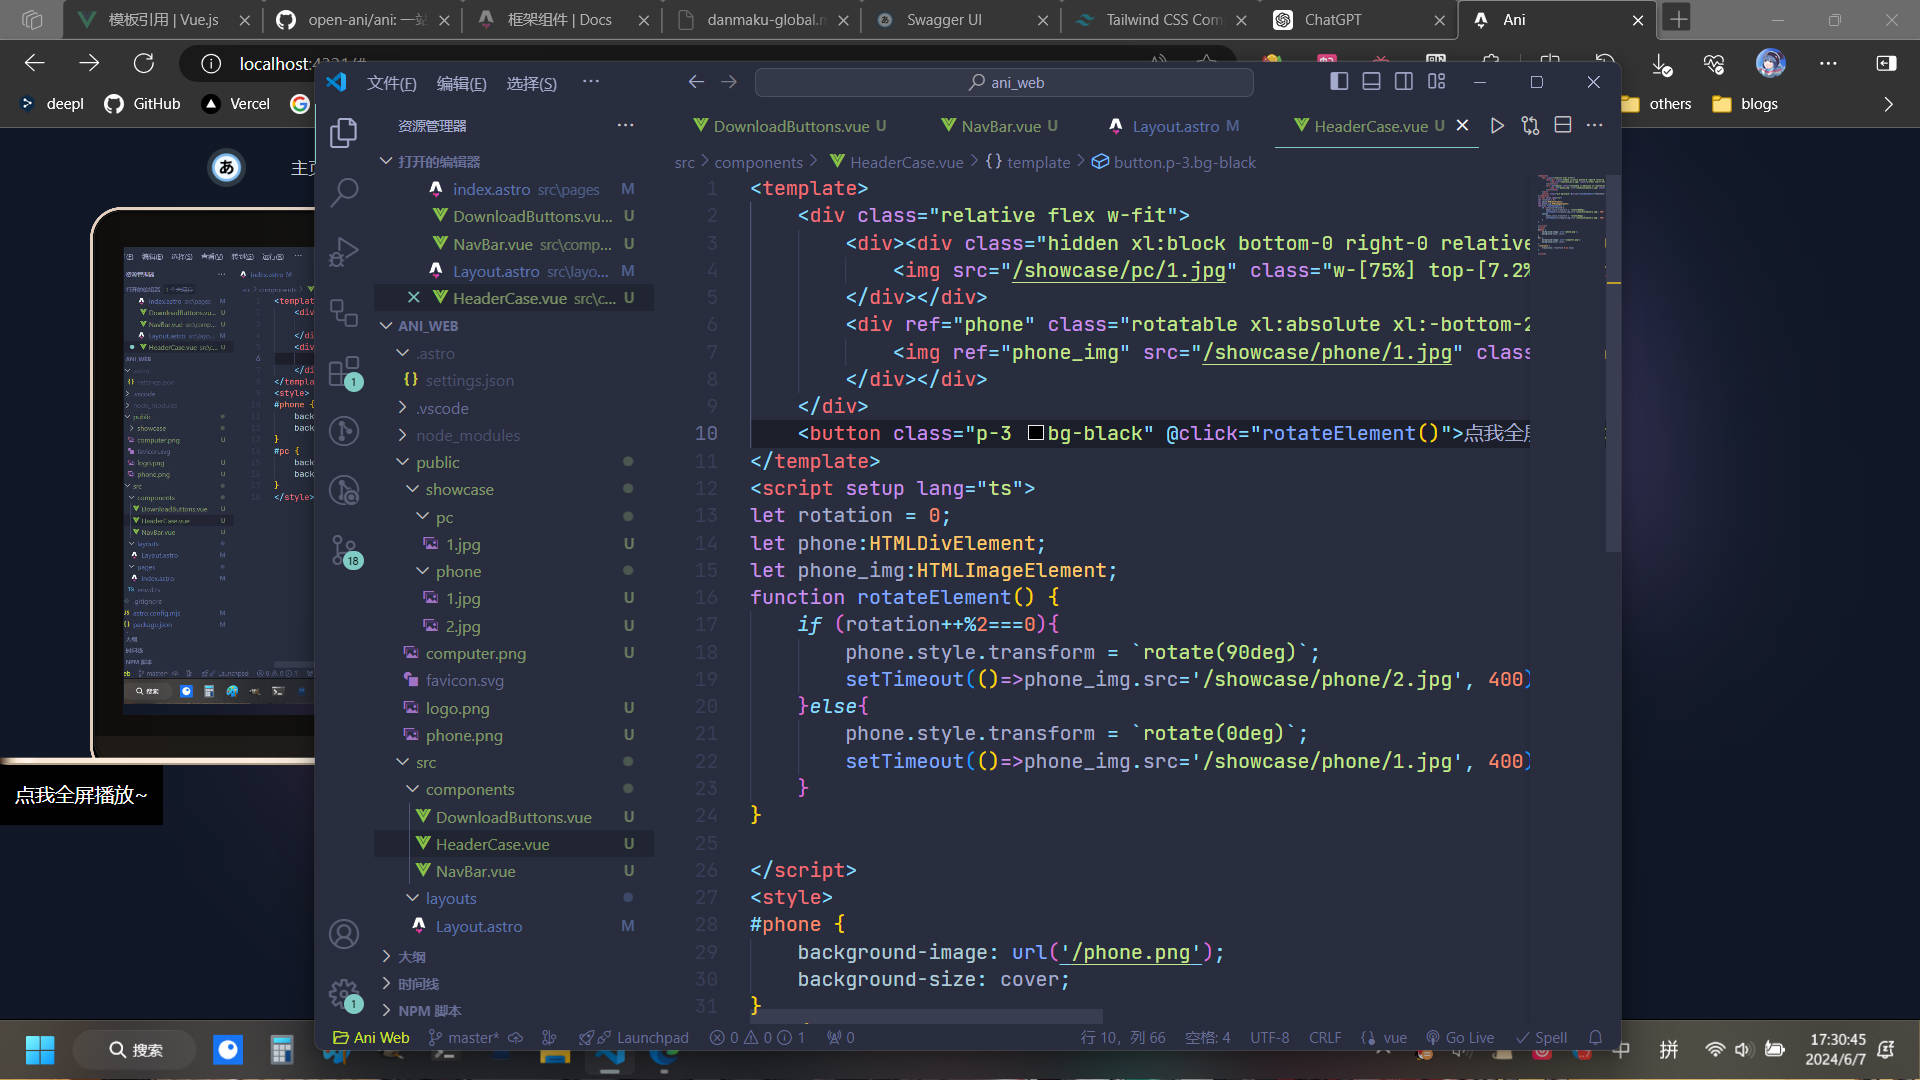 模板引用 | Vue.js
open-ani/ani: 一站
框架组件 | Docs
danmaku-global.m
Swagger UI
Tailwind CSS Com
ChatGPT
Ani
localhost:4321/#
deepl
GitHub
Vercel
others
blogs
主页
点我全屏播放~
文件(F)
编辑(E)
选择(S)
ani_web
资源管理器
打开的编辑器
index.astro src\pages M
DownloadButtons.vu... U
NavBar.vue src\comp... U
Layout.astro src\layo... M
HeaderCase.vue src\c... U
ANI_WEB
.astro
settings.json
.vscode
node_modules
public
showcase
pc
1.jpg U
phone
1.jpg U
2.jpg U
computer.png U
favicon.svg
logo.png U
phone.png U
src
components
DownloadButtons.vue U
HeaderCase.vue U
NavBar.vue U
layouts
Layout.astro M
大纲
时间线
NPM 脚本
DownloadButtons.vue U
NavBar.vue U
Layout.astro M
HeaderCase.vue U
src > components > HeaderCase.vue > {} template > button.p-3.bg-black
1 <template>
2 <div class="relative flex w-fit">
3 <div><div class="hidden xl:block bottom-0 right-0 relative
4 <img src="/showcase/pc/1.jpg" class="w-[75%] top-[7.2%
5 </div></div>
6 <div ref="phone" class="rotatable xl:absolute xl:-bottom-2
7 <img ref="phone_img" src="/showcase/phone/1.jpg" class
8 </div></div>
9 </div>
10 <button class="p-3 bg-black" @click="rotateElement()">点我全屏
11 </template>
12 <script setup lang="ts">
13 let rotation = 0;
14 let phone:HTMLDivElement;
15 let phone_img:HTMLImageElement;
16 function rotateElement() {
17 if (rotation++%2===0){
18 phone.style.transform = `rotate(90deg)`;
19 setTimeout(()=>phone_img.src='/showcase/phone/2.jpg', 400)
20 }else{
21 phone.style.transform = `rotate(0deg)`;
22 setTimeout(()=>phone_img.src='/showcase/phone/1.jpg', 400)
23 }
24 }
25
26 </script>
27 <style>
28 #phone {
29 background-image: url('/phone.png');
30 background-size: cover;
31 }
Ani Web
master*
Launchpad
0 0 1
0
行 10，列 66
空格: 4
UTF-8
CRLF
vue
Go Live
Spell
搜索
中
拼
17:30:45
2024/6/7